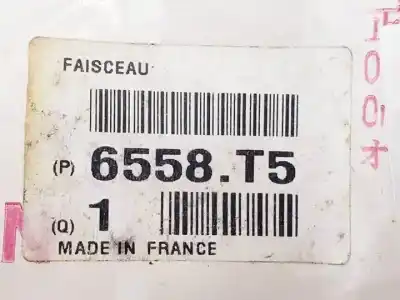 FAISCEAU
(P) 6558.T5
(Q) 1
MADE IN FRANCE